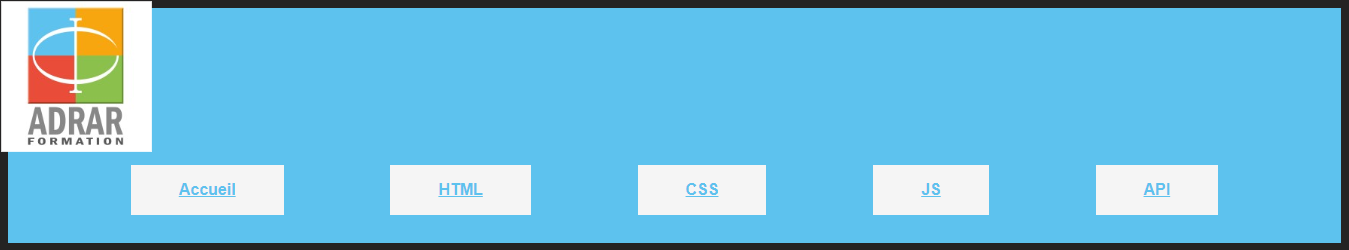 ADRAR
FORMATION
Accueil HTML CSS JS API